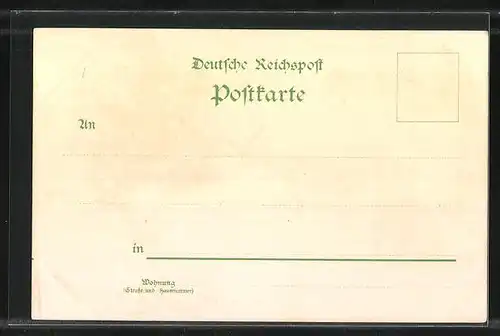 Deutsche Reichspost
Postkarte
An
in
Wohnung
(Straße und Hausnummer)